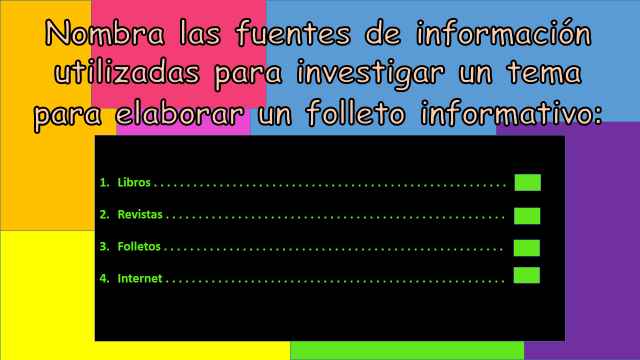 Nombra las fuentes de información
utilizadas para investigar un tema
para elaborar un folleto informativo:
1. Libros . . . . . . . . . . . . . . . . . . . . . . . . . . . . . . . . . . . . . . . . . . . . . . . . . . . . . .
2. Revistas . . . . . . . . . . . . . . . . . . . . . . . . . . . . . . . . . . . . . . . . . . . . . . . . . . . .
3. Folletos . . . . . . . . . . . . . . . . . . . . . . . . . . . . . . . . . . . . . . . . . . . . . . . . . . . .
4. Internet . . . . . . . . . . . . . . . . . . . . . . . . . . . . . . . . . . . . . . . . . . . . . . . . . . . .